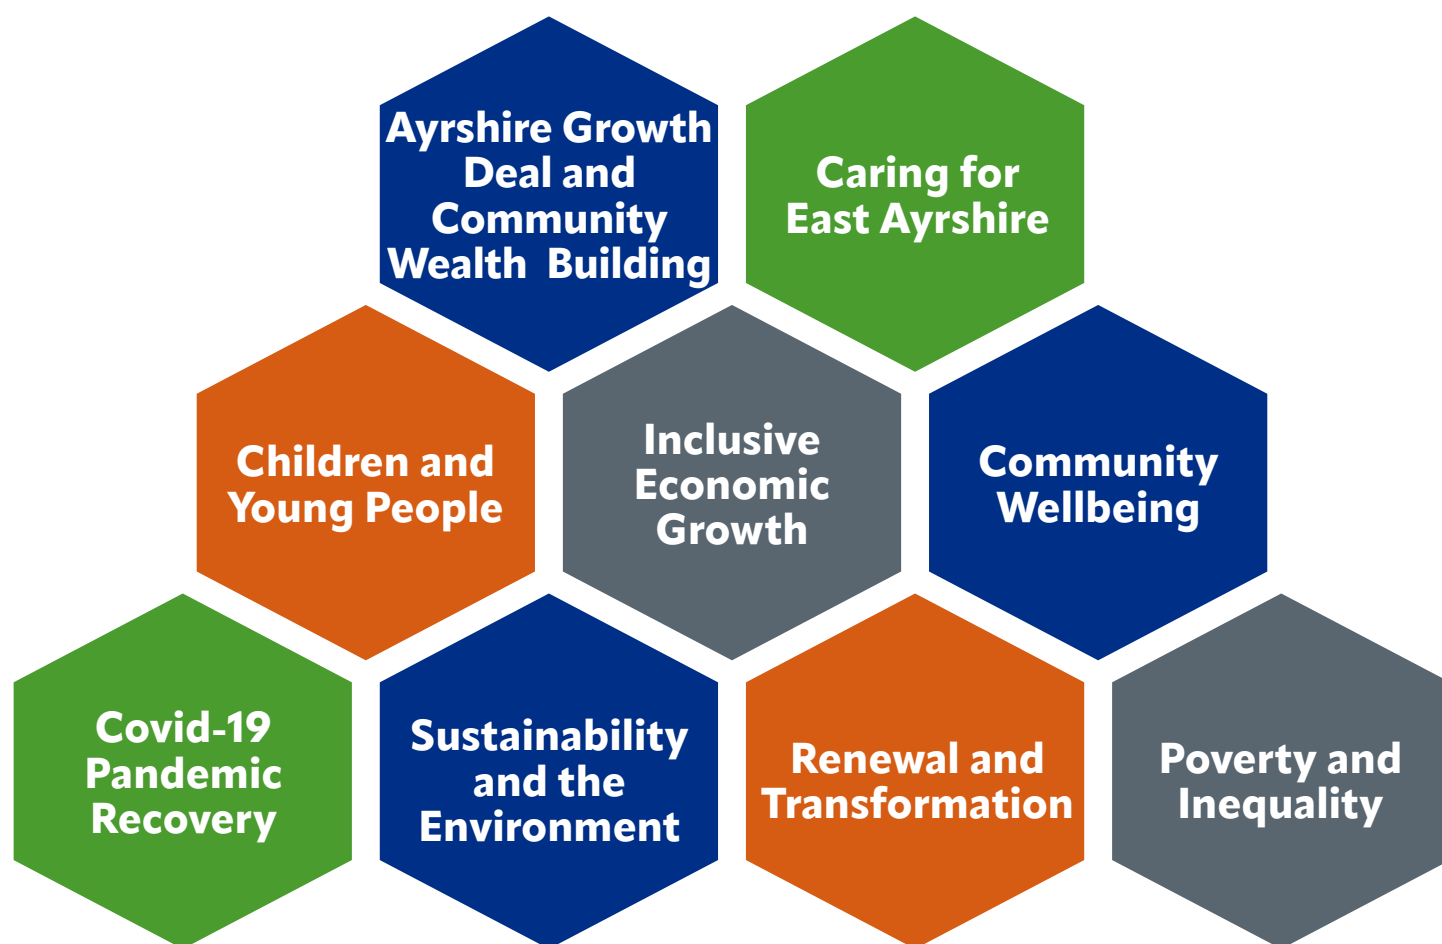 Ayrshire Growth
Deal and
Community
Wealth  Building
Caring for
East Ayrshire
Children and
Young People
Inclusive
Economic
Growth
Community
Wellbeing
Covid-19
Pandemic
Recovery
Sustainability
and the
Environment
Renewal and
Transformation
Poverty and
Inequality